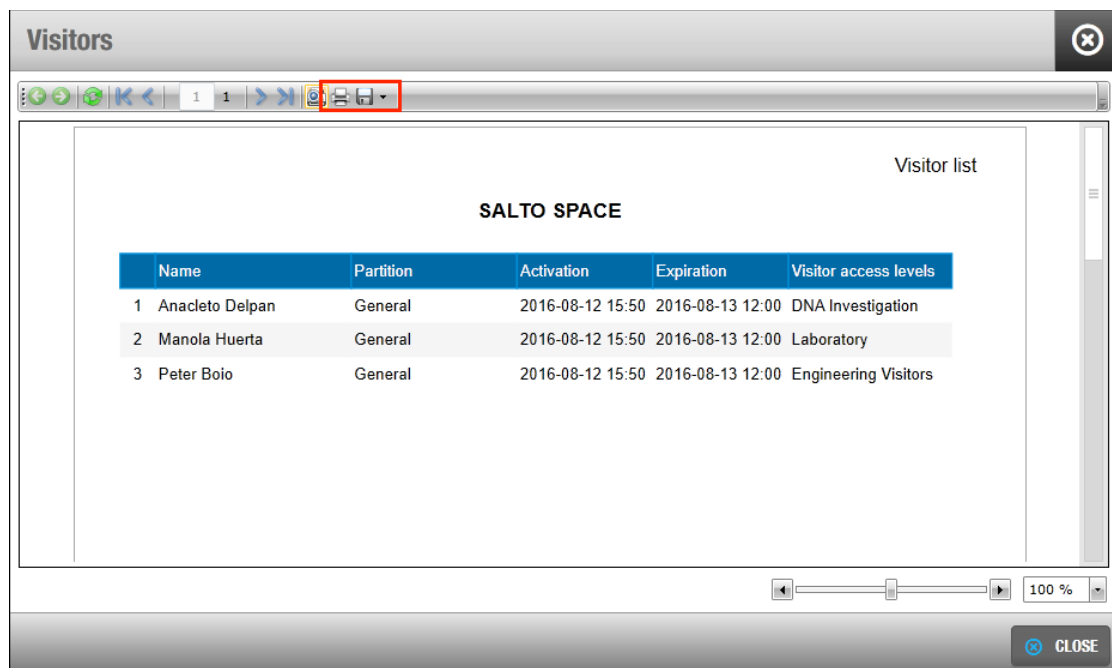 Visitors
1 1
Visitor list
SALTO SPACE
Name Partition Activation Expiration Visitor access levels
1 Anacleto Delpan General 2016-08-12 15:50 2016-08-13 12:00 DNA Investigation
2 Manola Huerta General 2016-08-12 15:50 2016-08-13 12:00 Laboratory
3 Peter Boio General 2016-08-12 15:50 2016-08-13 12:00 Engineering Visitors
100 %
CLOSE